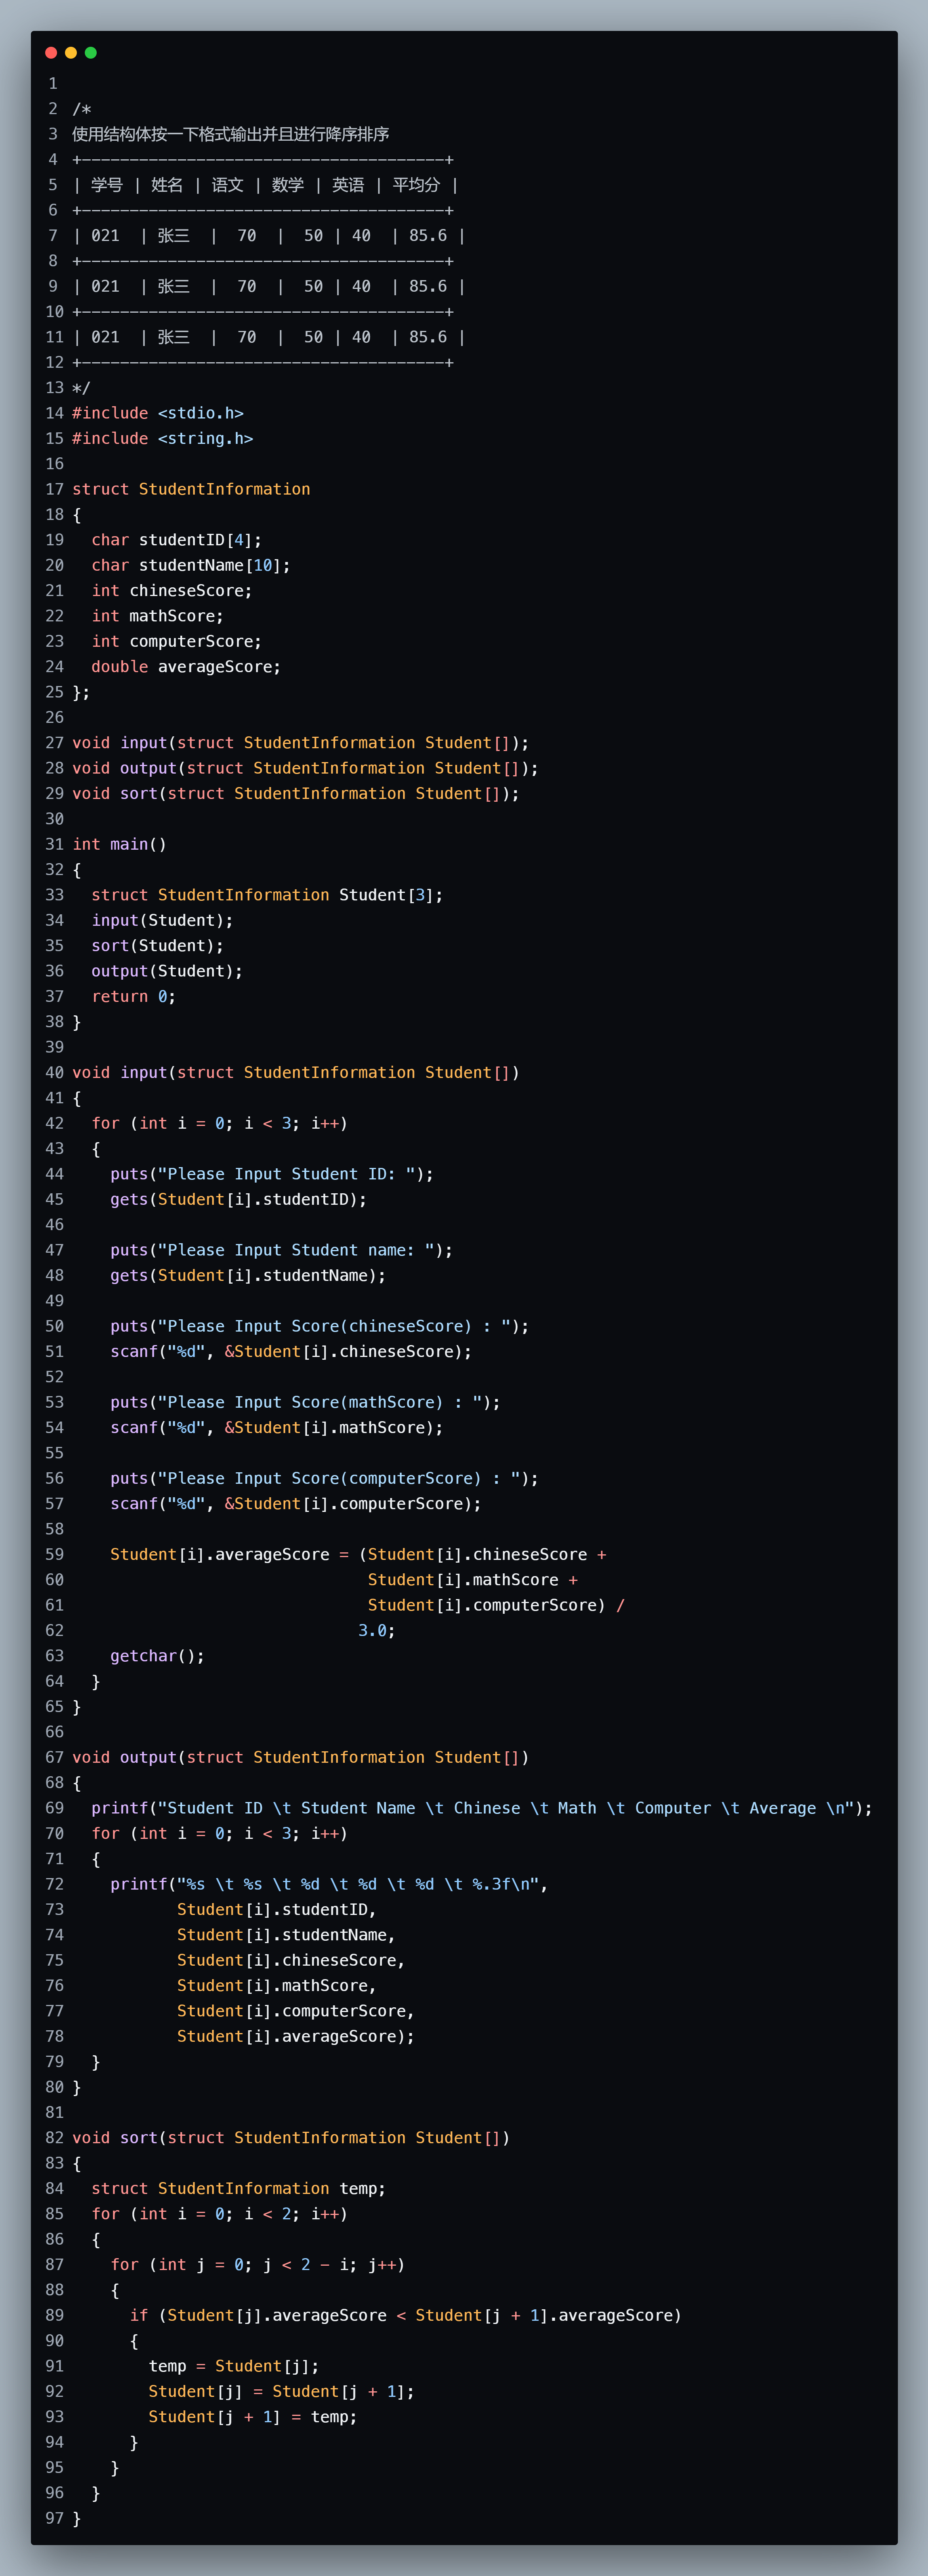 1
2 /*
3 使用结构体按一下格式输出并且进行降序排序
4 +--------------------------------------+
5 | 学号 | 姓名 | 语文 | 数学 | 英语 | 平均分 |
6 +--------------------------------------+
7 | 021  | 张三  |  70  |  50 | 40  | 85.6 |
8 +--------------------------------------+
9 | 021  | 张三  |  70  |  50 | 40  | 85.6 |
10 +--------------------------------------+
11 | 021  | 张三  |  70  |  50 | 40  | 85.6 |
12 +--------------------------------------+
13 */
14 #include <stdio.h>
15 #include <string.h>
16
17 struct StudentInformation
18 {
19   char studentID[4];
20   char studentName[10];
21   int chineseScore;
22   int mathScore;
23   int computerScore;
24   double averageScore;
25 };
26
27 void input(struct StudentInformation Student[]);
28 void output(struct StudentInformation Student[]);
29 void sort(struct StudentInformation Student[]);
30
31 int main()
32 {
33   struct StudentInformation Student[3];
34   input(Student);
35   sort(Student);
36   output(Student);
37   return 0;
38 }
39
40 void input(struct StudentInformation Student[])
41 {
42   for (int i = 0; i < 3; i++)
43   {
44     puts("Please Input Student ID: ");
45     gets(Student[i].studentID);
46
47     puts("Please Input Student name: ");
48     gets(Student[i].studentName);
49
50     puts("Please Input Score(chineseScore) : ");
51     scanf("%d", &Student[i].chineseScore);
52
53     puts("Please Input Score(mathScore) : ");
54     scanf("%d", &Student[i].mathScore);
55
56     puts("Please Input Score(computerScore) : ");
57     scanf("%d", &Student[i].computerScore);
58
59     Student[i].averageScore = (Student[i].chineseScore +
60                                Student[i].mathScore +
61                                Student[i].computerScore) /
62                               3.0;
63     getchar();
64   }
65 }
66
67 void output(struct StudentInformation Student[])
68 {
69   printf("Student ID \t Student Name \t Chinese \t Math \t Computer \t Average \n");
70   for (int i = 0; i < 3; i++)
71   {
72     printf("%s \t %s \t %d \t %d \t %d \t %.3f\n",
73            Student[i].studentID,
74            Student[i].studentName,
75            Student[i].chineseScore,
76            Student[i].mathScore,
77            Student[i].computerScore,
78            Student[i].averageScore);
79   }
80 }
81
82 void sort(struct StudentInformation Student[])
83 {
84   struct StudentInformation temp;
85   for (int i = 0; i < 2; i++)
86   {
87     for (int j = 0; j < 2 - i; j++)
88     {
89       if (Student[j].averageScore < Student[j + 1].averageScore)
90       {
91         temp = Student[j];
92         Student[j] = Student[j + 1];
93         Student[j + 1] = temp;
94       }
95     }
96   }
97 }